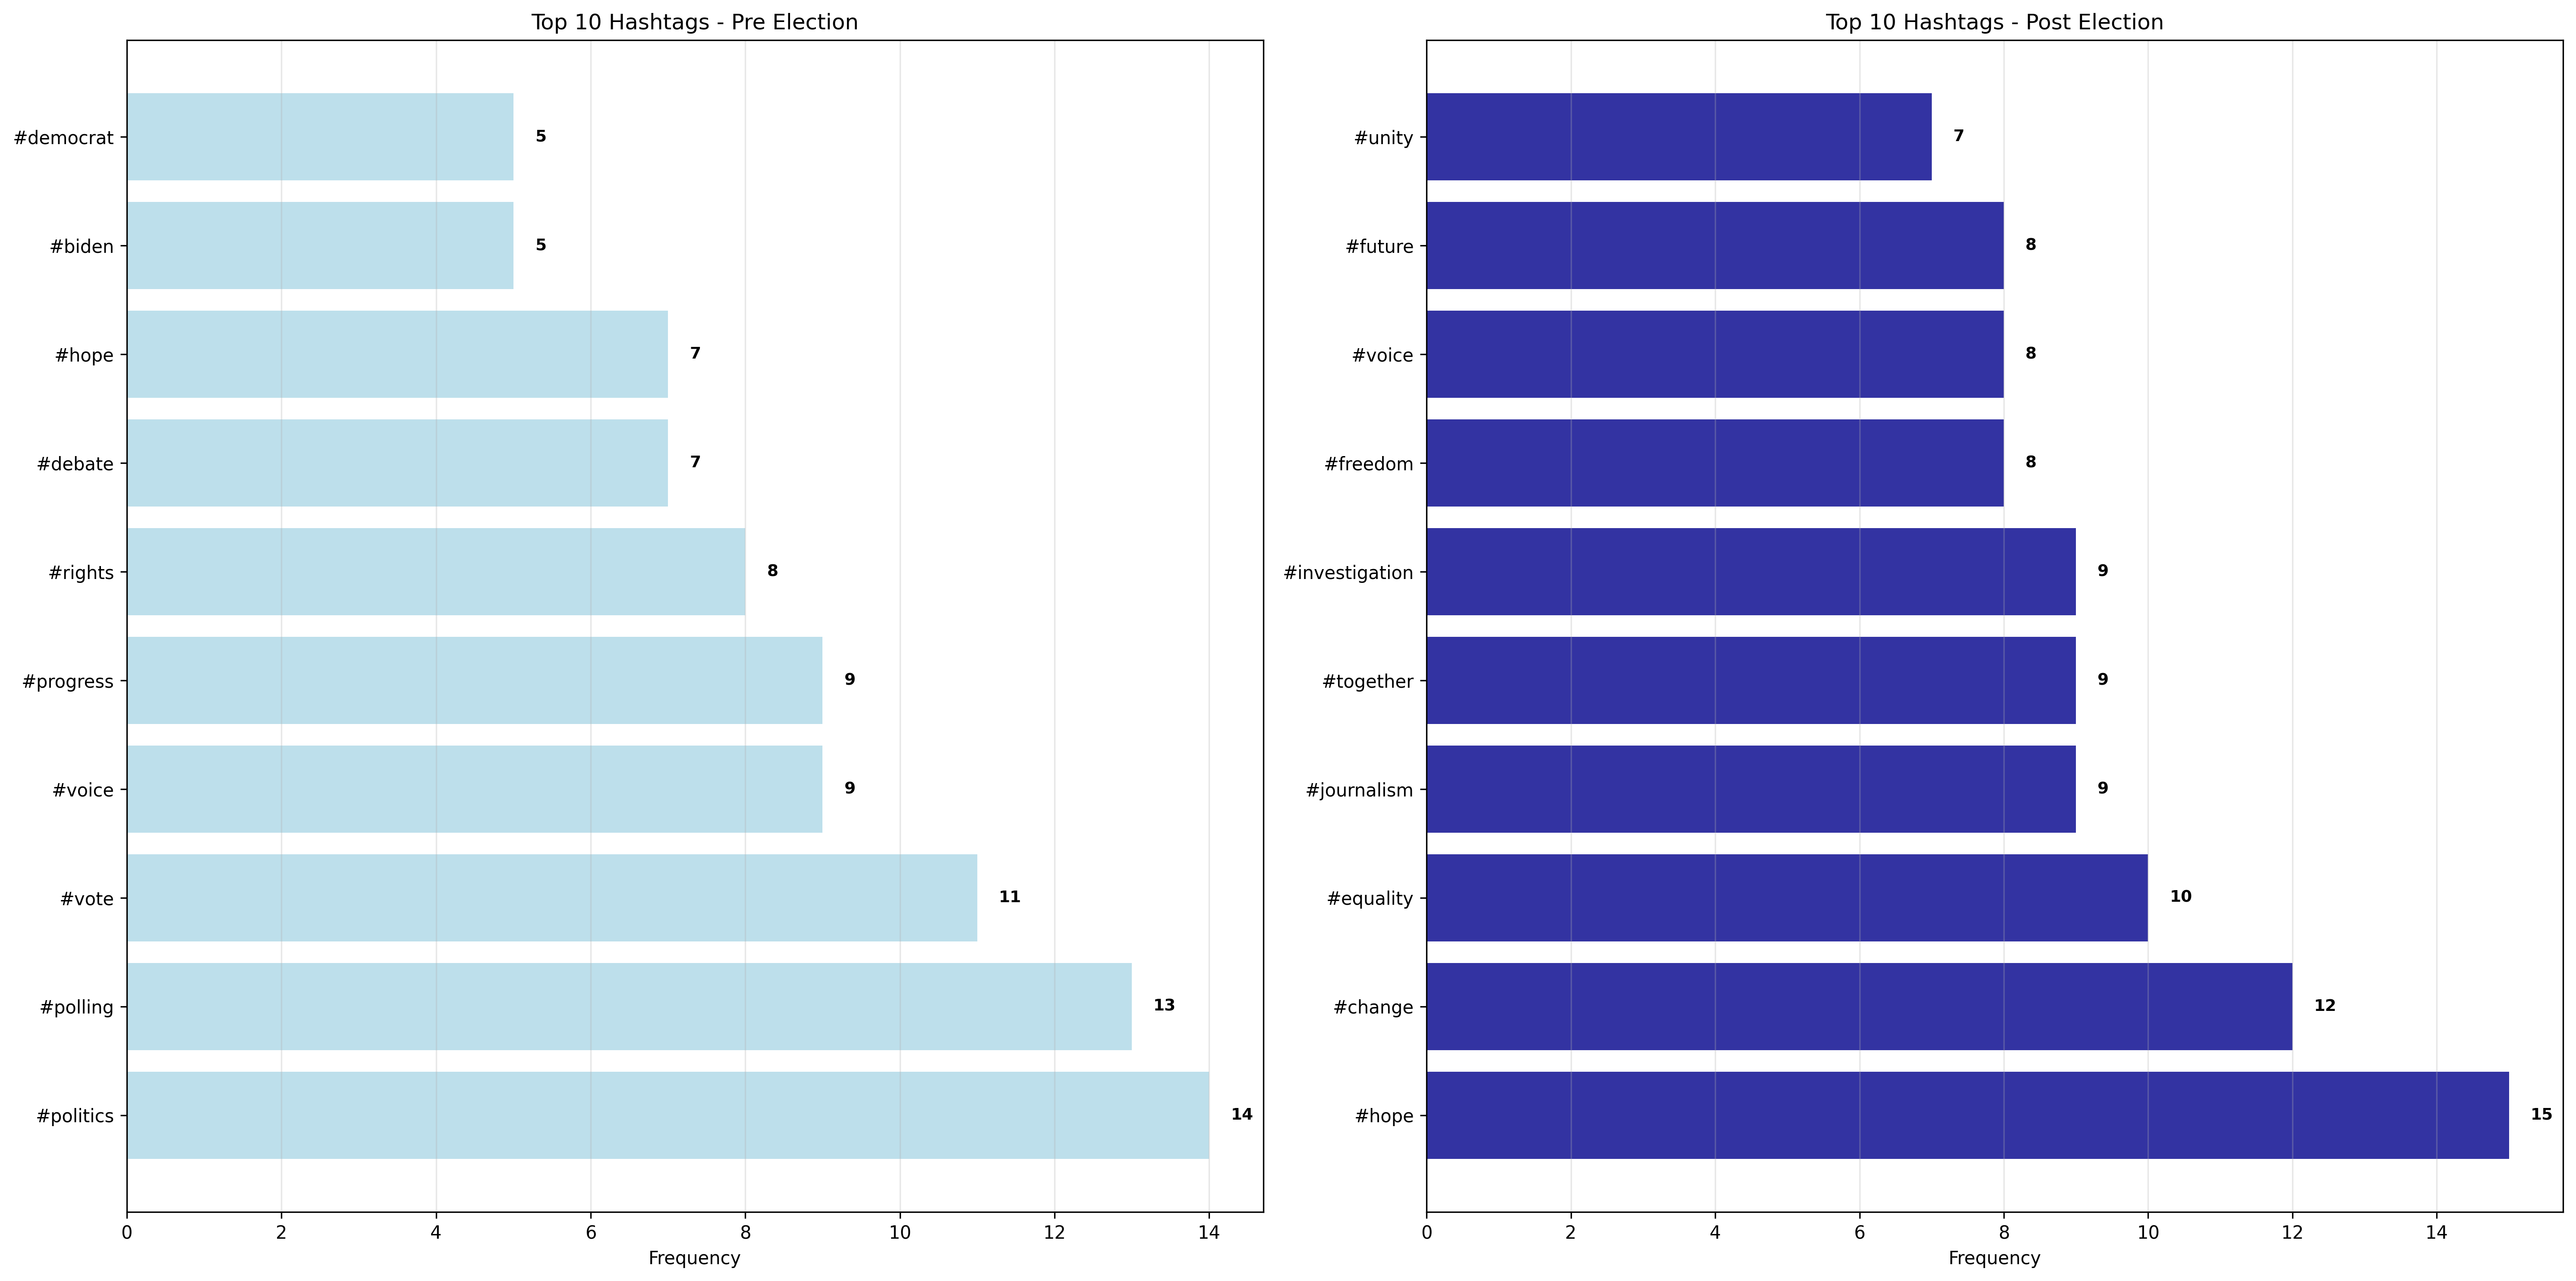 Top 10 Hashtags - Pre Election
#democrat 5
#biden 5
#hope 7
#debate 7
#rights 8
#progress 9
#voice 9
#vote 11
#polling 13
#politics 14
0 2 4 6 8 10 12 14
Frequency
Top 10 Hashtags - Post Election
#unity 7
#future 8
#voice 8
#freedom 8
#investigation 9
#together 9
#journalism 9
#equality 10
#change 12
#hope 15
0 2 4 6 8 10 12 14
Frequency